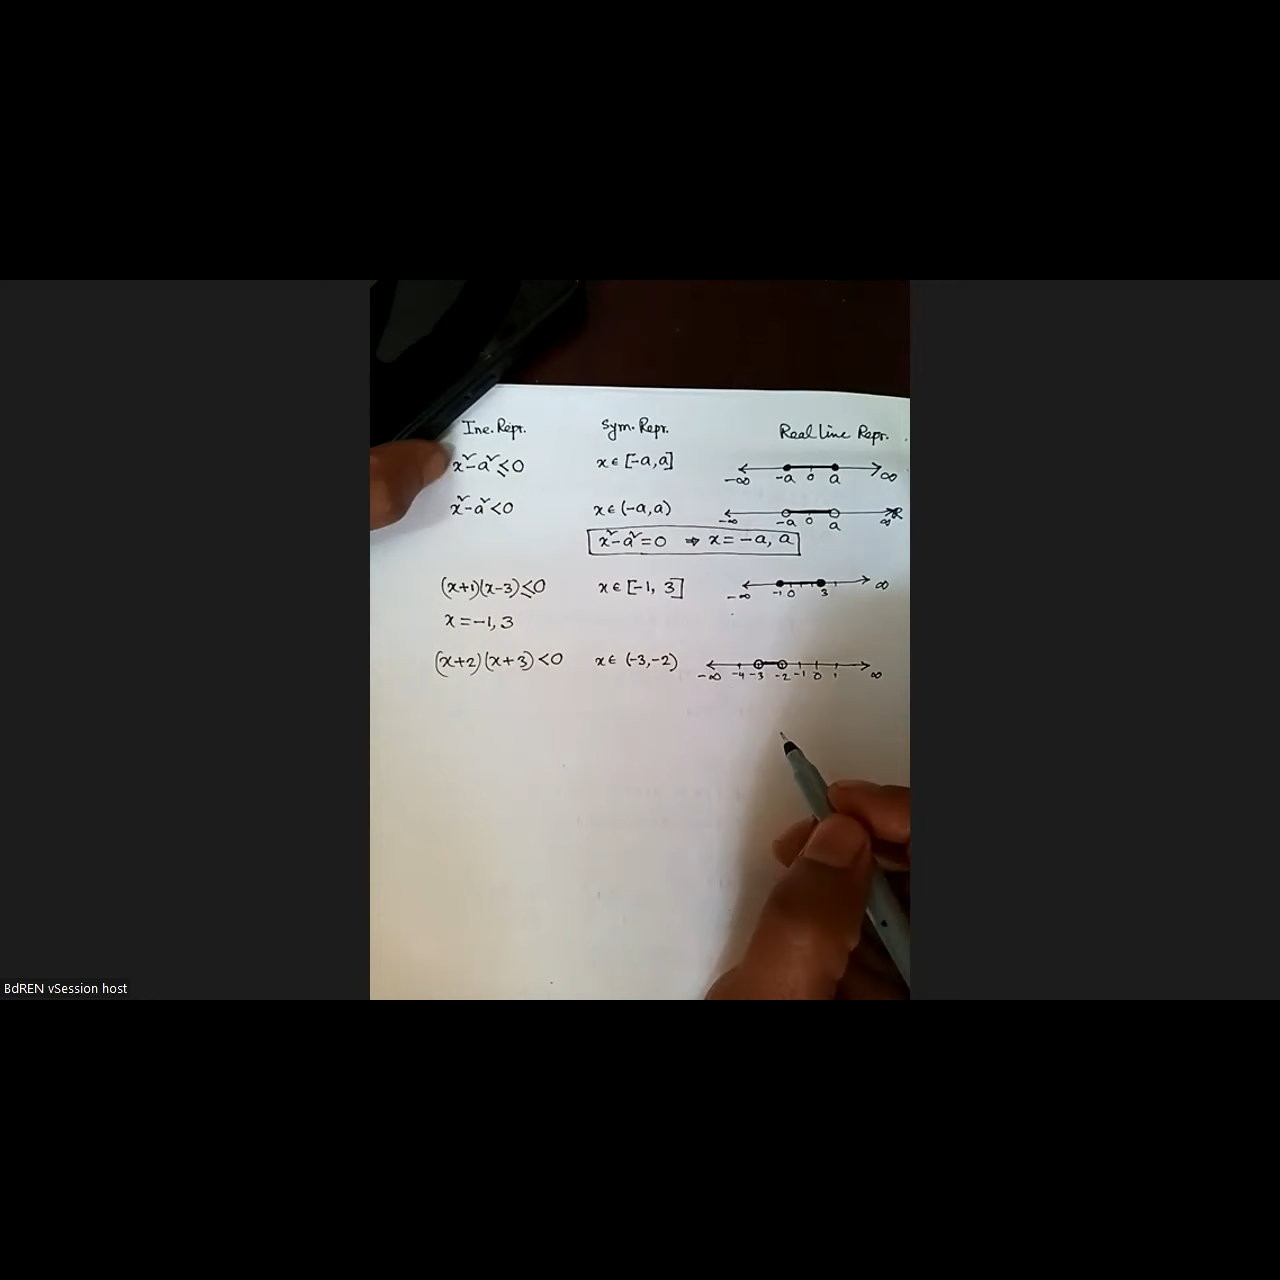 Ine. Repr. Sym. Repr. Real Line Repr.
x²-a² ≤ 0 x ∈ [-a, a] -∞ -a 0 a ∞
x²-a² < 0 x ∈ (-a, a) -∞ -a 0 a ∞
x²-a² = 0 ⇒ x = -a, a
(x+1)(x-3) ≤ 0 x ∈ [-1, 3] -∞ -1 0 3 ∞
x = -1, 3
(x+2)(x+3) < 0 x ∈ (-3, -2) -∞ -4 -3 -2 -1 0 1 ∞
BdREN vSession host